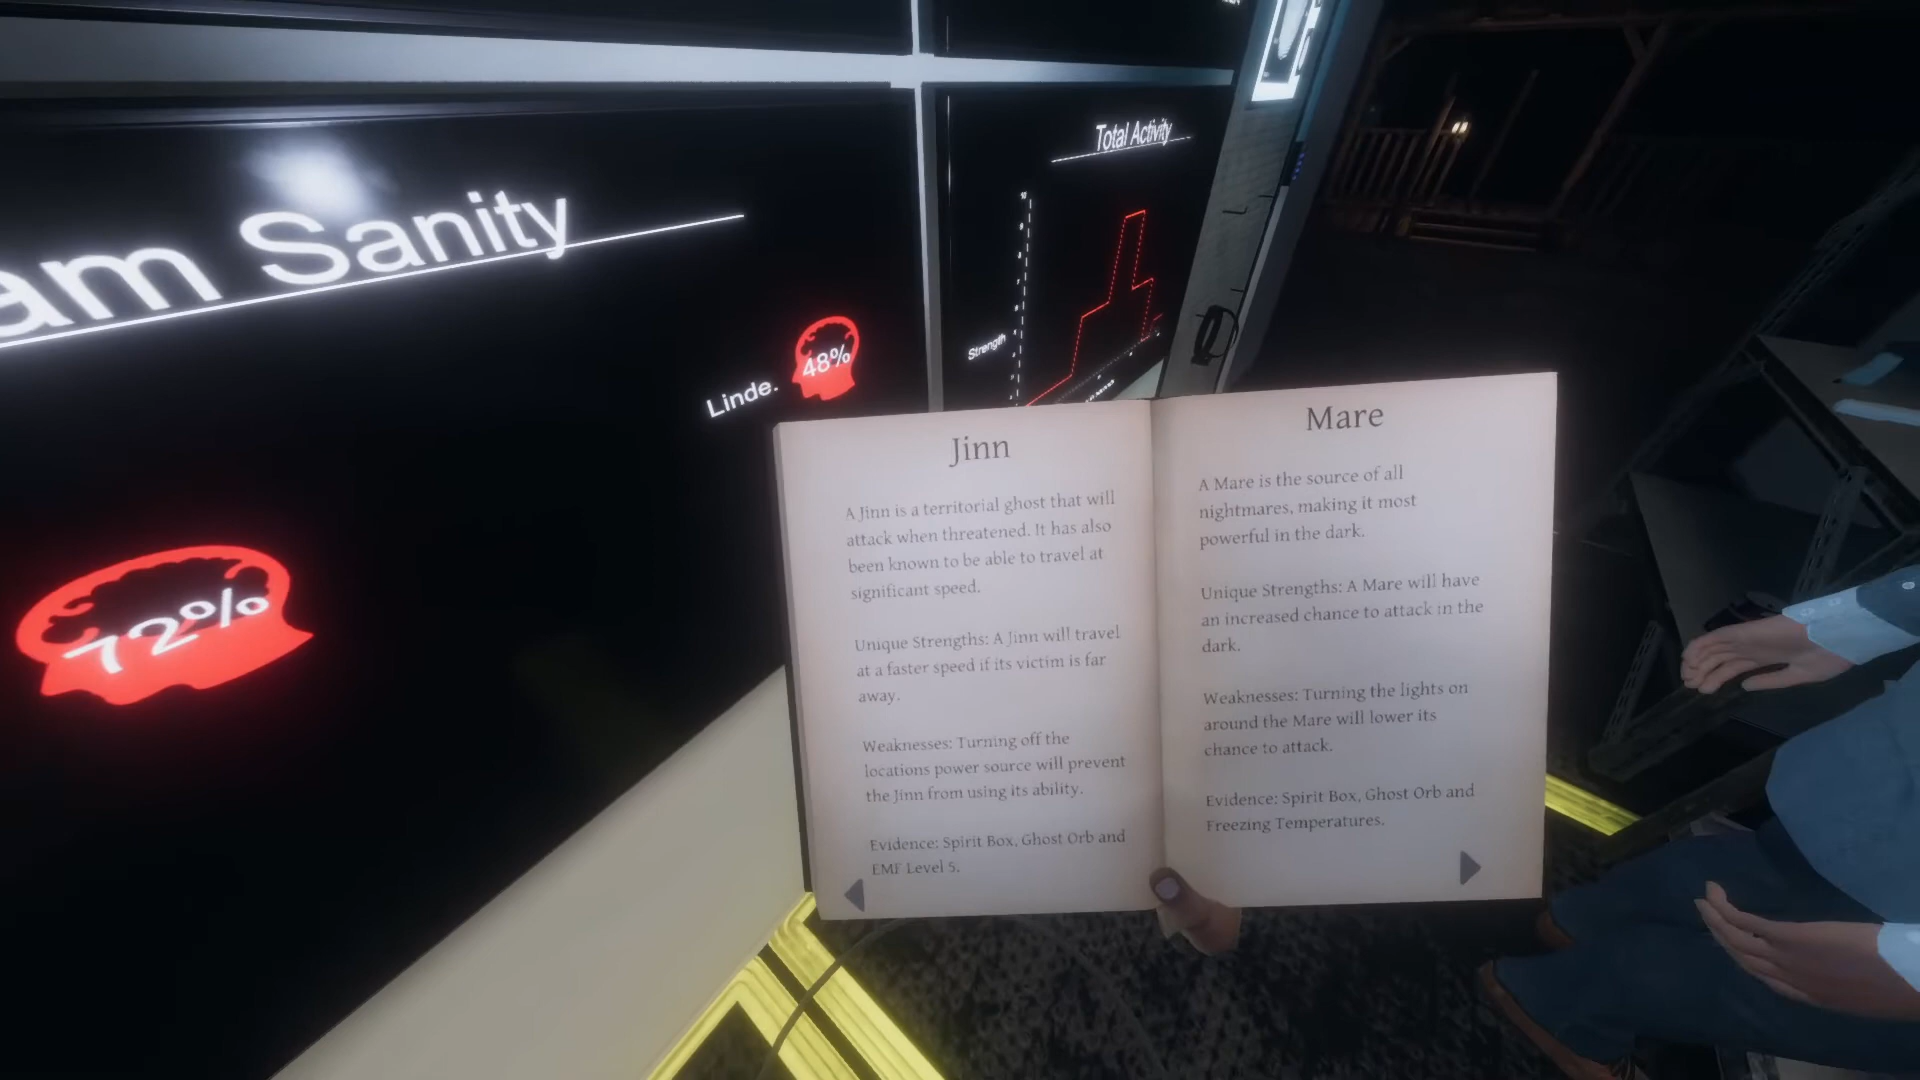 am Sanity
Linde.
48%
72%
Total Activity
10
Strength
Jinn
A Jinn is a territorial ghost that will
attack when threatened. It has also
been known to be able to travel at
significant speed.
Unique Strengths: A Jinn will travel
at a faster speed if its victim is far
away.
Weaknesses: Turning off the
locations power source will prevent
the Jinn from using its ability.
Evidence: Spirit Box, Ghost Orb and
EMF Level 5.
Mare
A Mare is the source of all
nightmares, making it most
powerful in the dark.
Unique Strengths: A Mare will have
an increased chance to attack in the
dark.
Weaknesses: Turning the lights on
around the Mare will lower its
chance to attack.
Evidence: Spirit Box, Ghost Orb and
Freezing Temperatures.